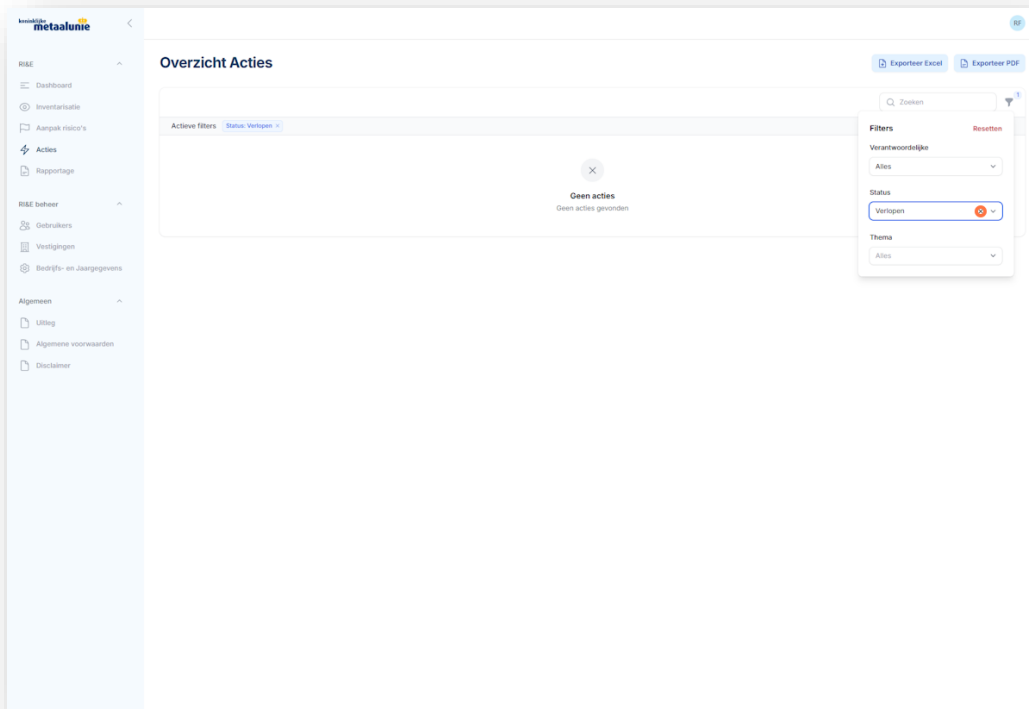 koninklijke
metaalunie
RF
RI&E
Dashboard
Inventarisatie
Aanpak risico's
Acties
Rapportage
RI&E beheer
Gebruikers
Vestigingen
Bedrijfs- en Jaargegevens
Algemeen
Uitleg
Algemene voorwaarden
Disclaimer
Overzicht Acties
Exporteer Excel
Exporteer PDF
Zoeken
1
Actieve filters
Status: Verlopen ×
Geen acties
Geen acties gevonden
Filters
Resetten
Verantwoordelijke
Alles
Status
Verlopen
Thema
Alles